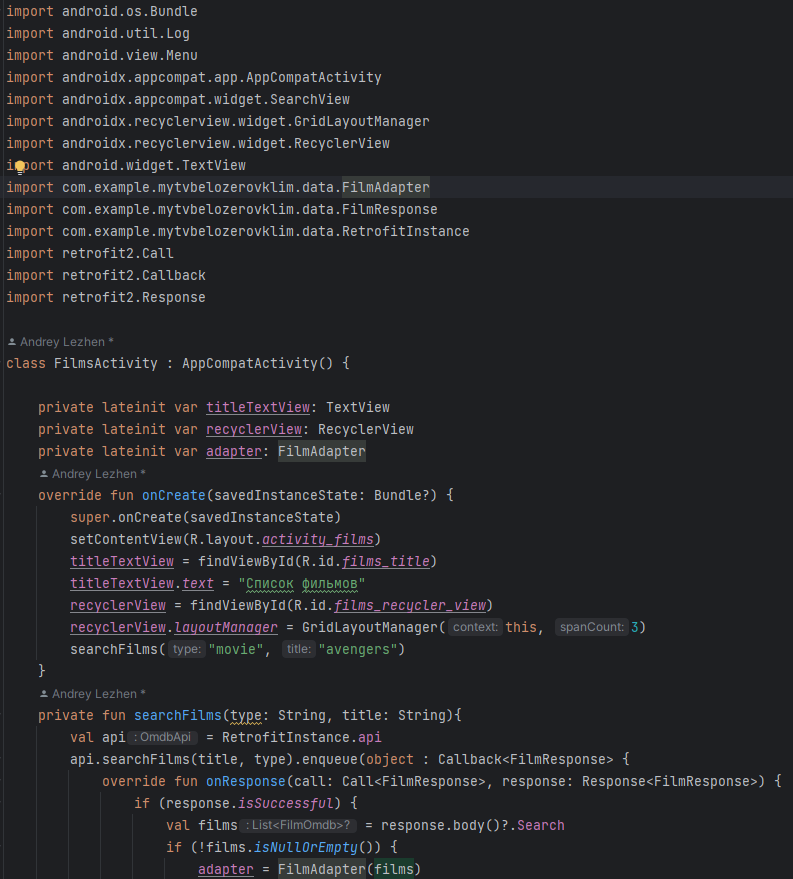 import android.os.Bundle
import android.util.Log
import android.view.Menu
import androidx.appcompat.app.AppCompatActivity
import androidx.appcompat.widget.SearchView
import androidx.recyclerview.widget.GridLayoutManager
import androidx.recyclerview.widget.RecyclerView
import android.widget.TextView
import com.example.mytvbelozerovklim.data.FilmAdapter
import com.example.mytvbelozerovklim.data.FilmResponse
import com.example.mytvbelozerovklim.data.RetrofitInstance
import retrofit2.Call
import retrofit2.Callback
import retrofit2.Response
Andrey Lezhen *
class FilmsActivity : AppCompatActivity() {
private lateinit var titleTextView: TextView
private lateinit var recyclerView: RecyclerView
private lateinit var adapter: FilmAdapter
Andrey Lezhen *
override fun onCreate(savedInstanceState: Bundle?) {
super.onCreate(savedInstanceState)
setContentView(R.layout.activity_films)
titleTextView = findViewById(R.id.films_title)
titleTextView.text = "Список фильмов"
recyclerView = findViewById(R.id.films_recycler_view)
recyclerView.layoutManager = GridLayoutManager( context: this, spanCount: 3)
searchFilms( type: "movie", title: "avengers")
}
Andrey Lezhen *
private fun searchFilms(type: String, title: String){
val api : OmdbApi = RetrofitInstance.api
api.searchFilms(title, type).enqueue(object : Callback<FilmResponse> {
override fun onResponse(call: Call<FilmResponse>, response: Response<FilmResponse>) {
if (response.isSuccessful) {
val films : List<FilmOmdb>? = response.body()?.Search
if (!films.isNullOrEmpty()) {
adapter = FilmAdapter(films)